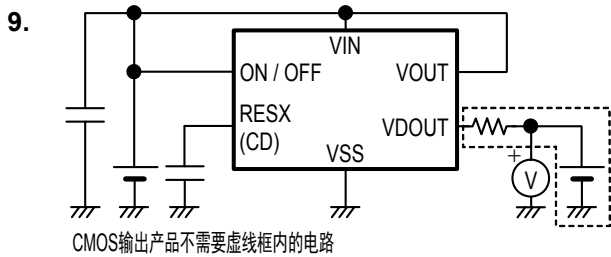 9.
VIN
ON / OFF
VOUT
RESX
(CD)
VDOUT
VSS
+
V
CMOS输出产品不需要虚线框内的电路